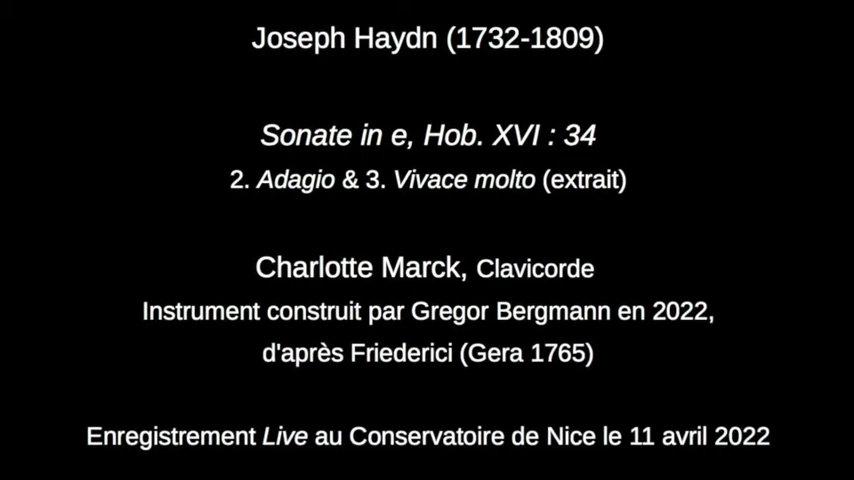 Joseph Haydn (1732-1809)
Sonate in e, Hob. XVI : 34
2. Adagio & 3. Vivace molto (extrait)
Charlotte Marck, Clavicorde
Instrument construit par Gregor Bergmann en 2022,
d'après Friederici (Gera 1765)
Enregistrement Live au Conservatoire de Nice le 11 avril 2022